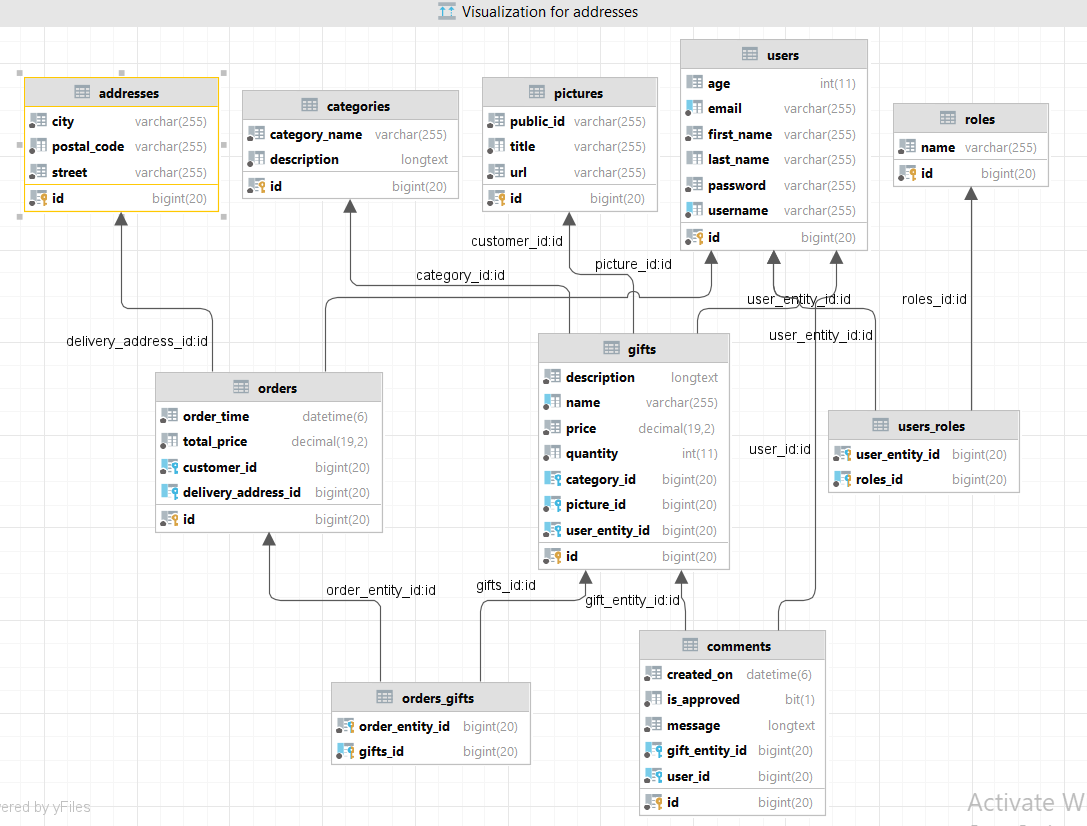 Visualization for addresses
addresses
city varchar(255)
postal_code varchar(255)
street varchar(255)
id bigint(20)
categories
category_name varchar(255)
description longtext
id bigint(20)
pictures
public_id varchar(255)
title varchar(255)
url varchar(255)
id bigint(20)
users
age int(11)
email varchar(255)
first_name varchar(255)
last_name varchar(255)
password varchar(255)
username varchar(255)
id bigint(20)
roles
name varchar(255)
id bigint(20)
customer_id:id
picture_id:id
category_id:id
user_entity_id:id
roles_id:id
user_entity_id:id
delivery_address_id:id
orders
order_time datetime(6)
total_price decimal(19,2)
customer_id bigint(20)
delivery_address_id bigint(20)
id bigint(20)
gifts
description longtext
name varchar(255)
price decimal(19,2)
quantity int(11)
category_id bigint(20)
picture_id bigint(20)
user_entity_id bigint(20)
id bigint(20)
user_id:id
users_roles
user_entity_id bigint(20)
roles_id bigint(20)
order_entity_id:id
gifts_id:id
gift_entity_id:id
orders_gifts
order_entity_id bigint(20)
gifts_id bigint(20)
comments
created_on datetime(6)
is_approved bit(1)
message longtext
gift_entity_id bigint(20)
user_id bigint(20)
id bigint(20)
ered by yFiles
Activate W